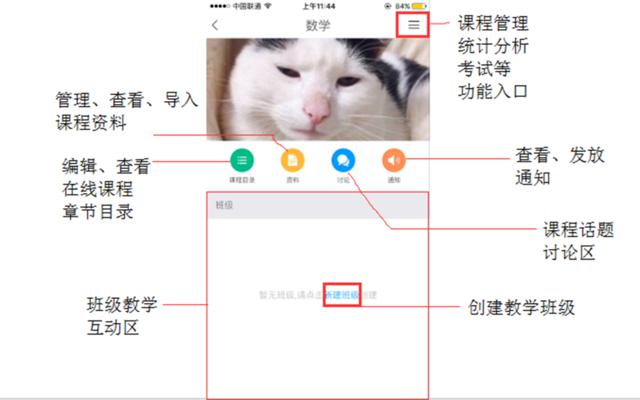 中国联通
上午11:44
84%
数学
课程管理
统计分析
考试等
功能入口
管理、查看、导入
课程资料
编辑、查看
在线课程
章节目录
课程目录
资料
讨论
通知
查看、发放
通知
班级
课程话题
讨论区
班级教学
互动区
暂无班级,请点击新建班级创建
创建教学班级